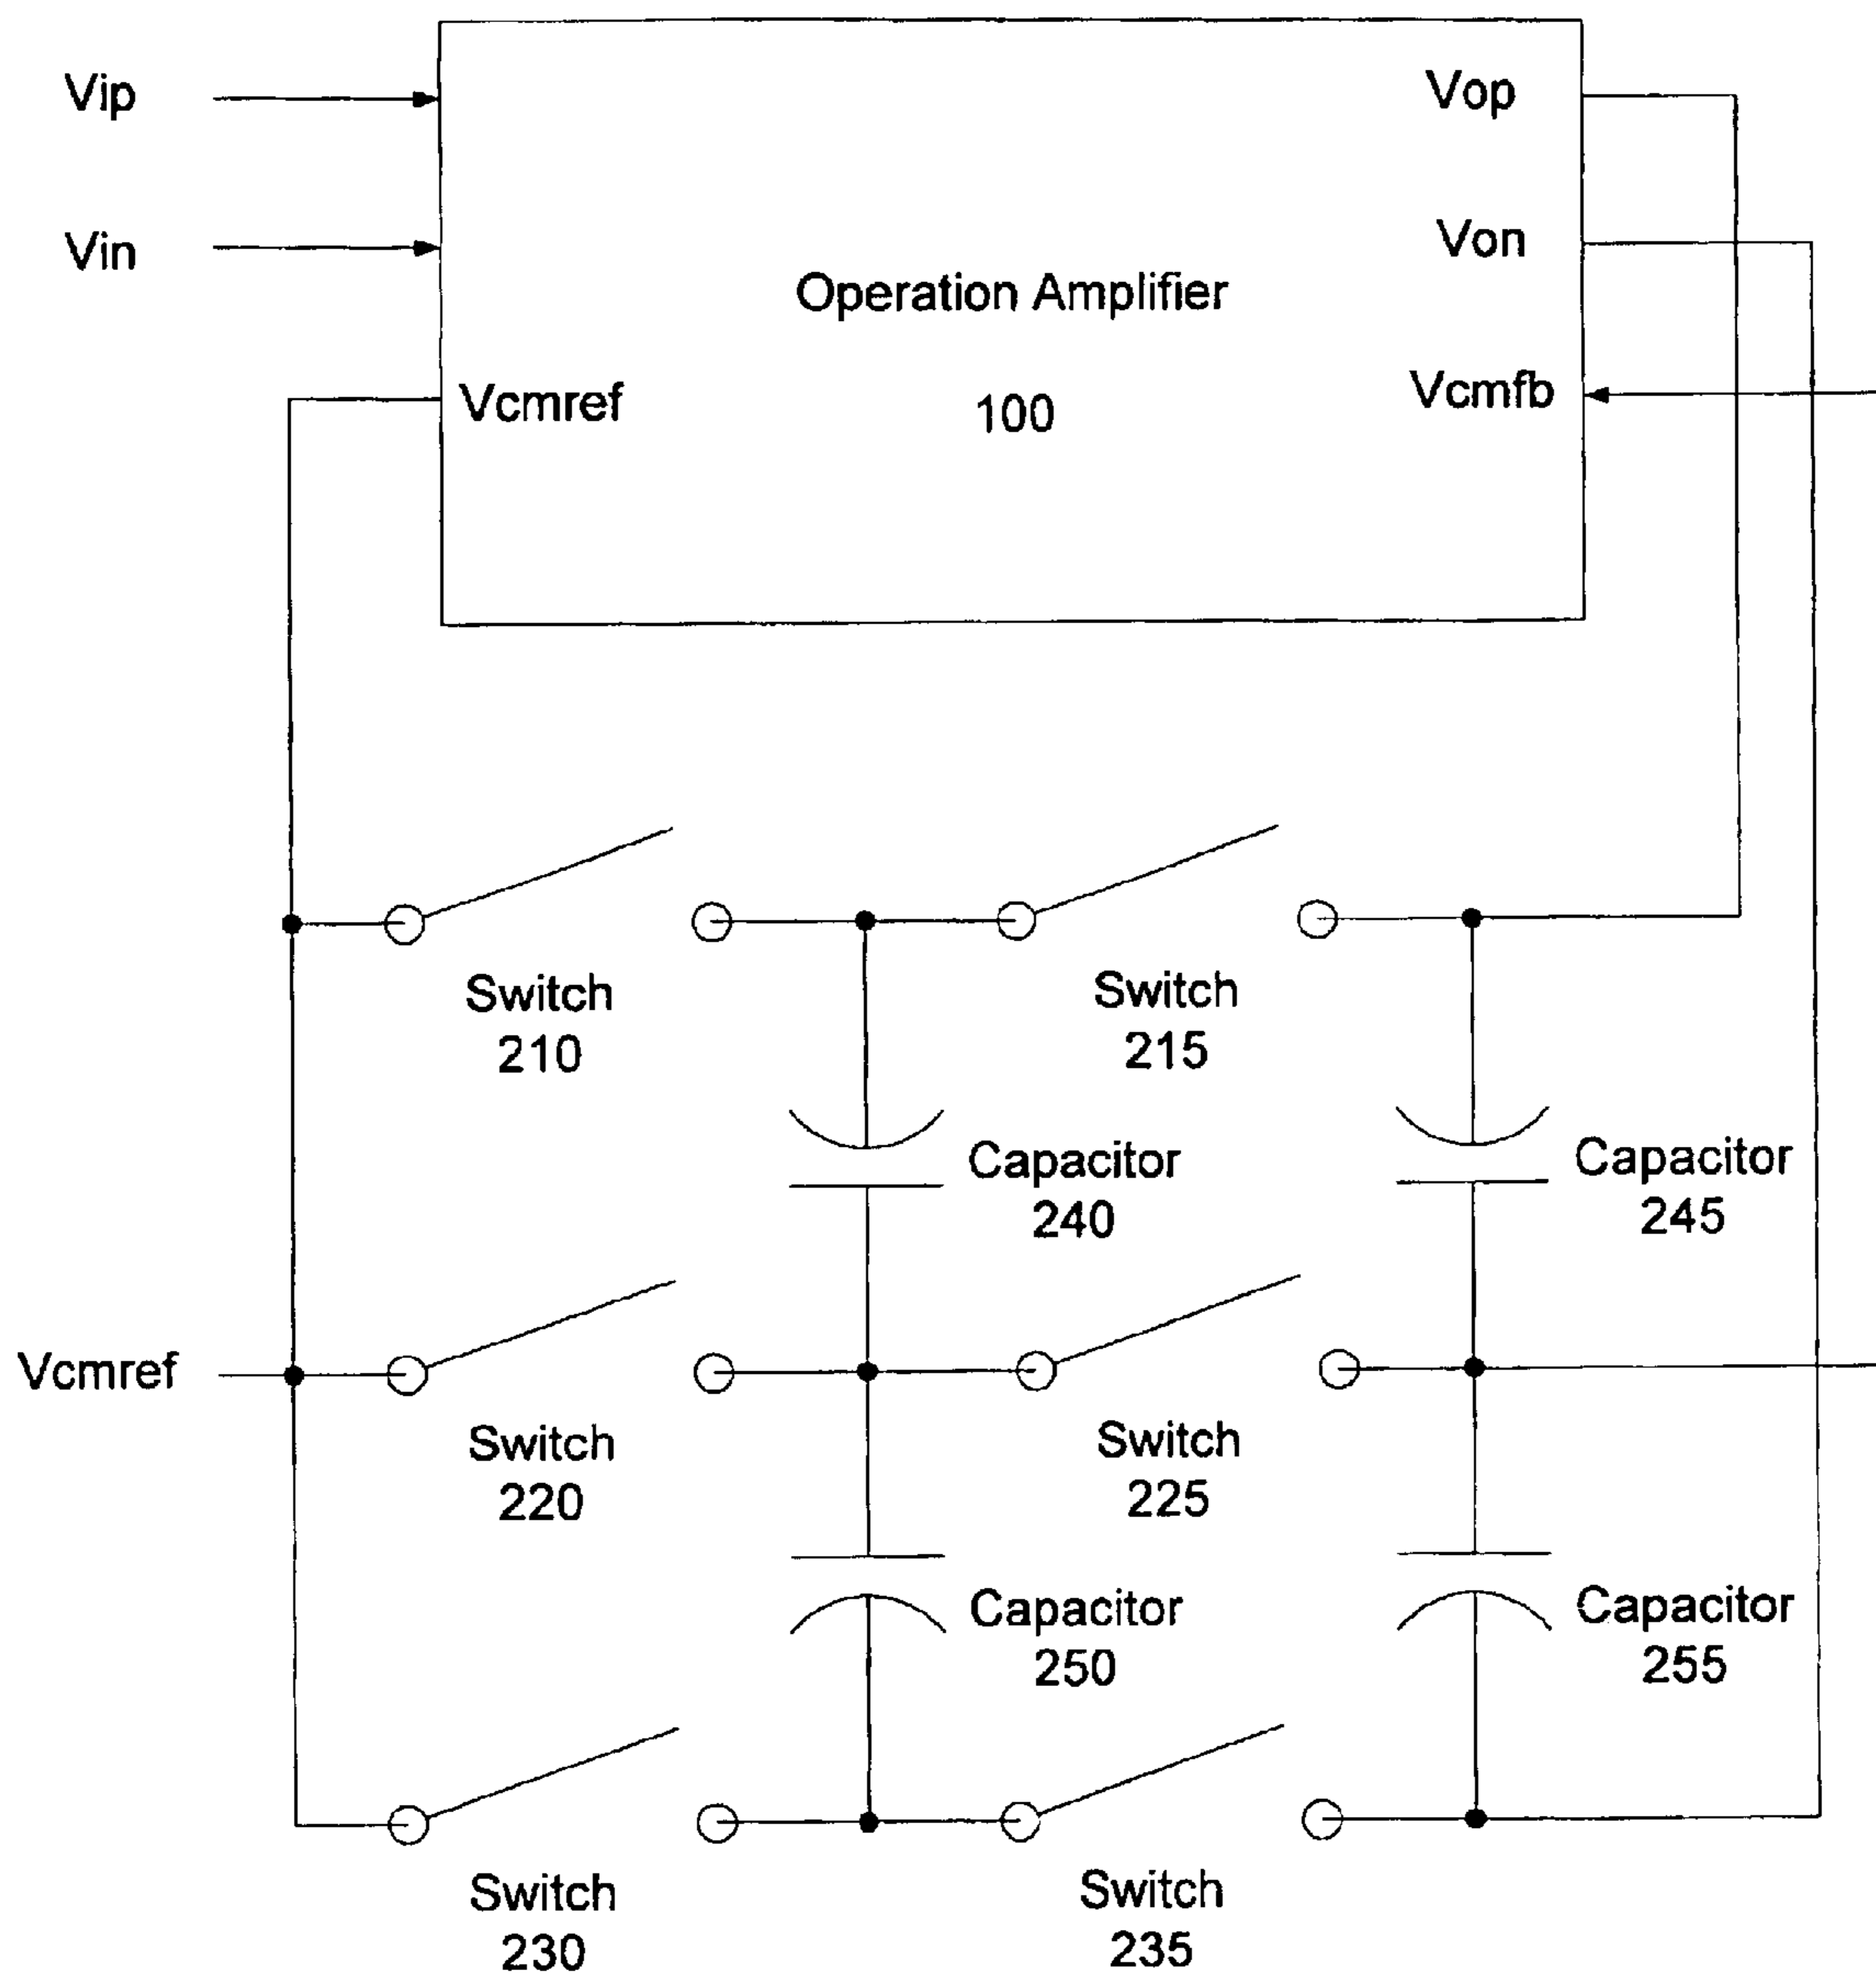 Vip
Vop
Vin
Von
Operation Amplifier
Vcmref
100
Vcmfb
Switch
210
Switch
215
Capacitor
240
Capacitor
245
Vcmref
Switch
220
Switch
225
Capacitor
250
Capacitor
255
Switch
230
Switch
235